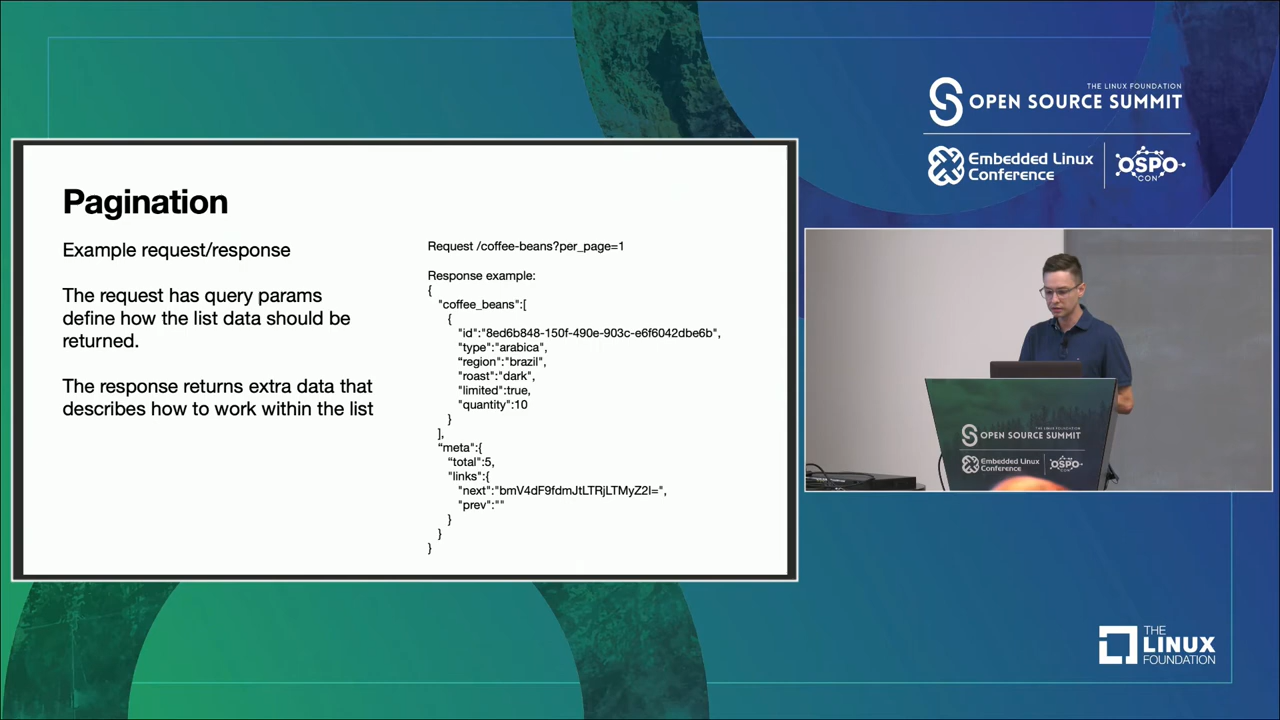 THE LINUX FOUNDATION
OPEN SOURCE SUMMIT
Embedded Linux
Conference
OSPO
CON
Pagination
Example request/response
The request has query params
define how the list data should be
returned.
The response returns extra data that
describes how to work within the list
Request /coffee-beans?per_page=1
Response example:
{
"coffee_beans":[
{
"id":"8ed6b848-150f-490e-903c-e6f6042dbe6b",
"type":"arabica",
"region":"brazil",
"roast":"dark",
"limited":true,
"quantity":10
}
],
"meta":{
"total":5,
"links":{
"next":"bmV4dF9fdmJtLTRjLTMyZ2I=",
"prev":""
}
}
}
THE LINUX FOUNDATION
OPEN SOURCE SUMMIT
Embedded Linux
Conference
OSPO
CON
THE
LINUX
FOUNDATION